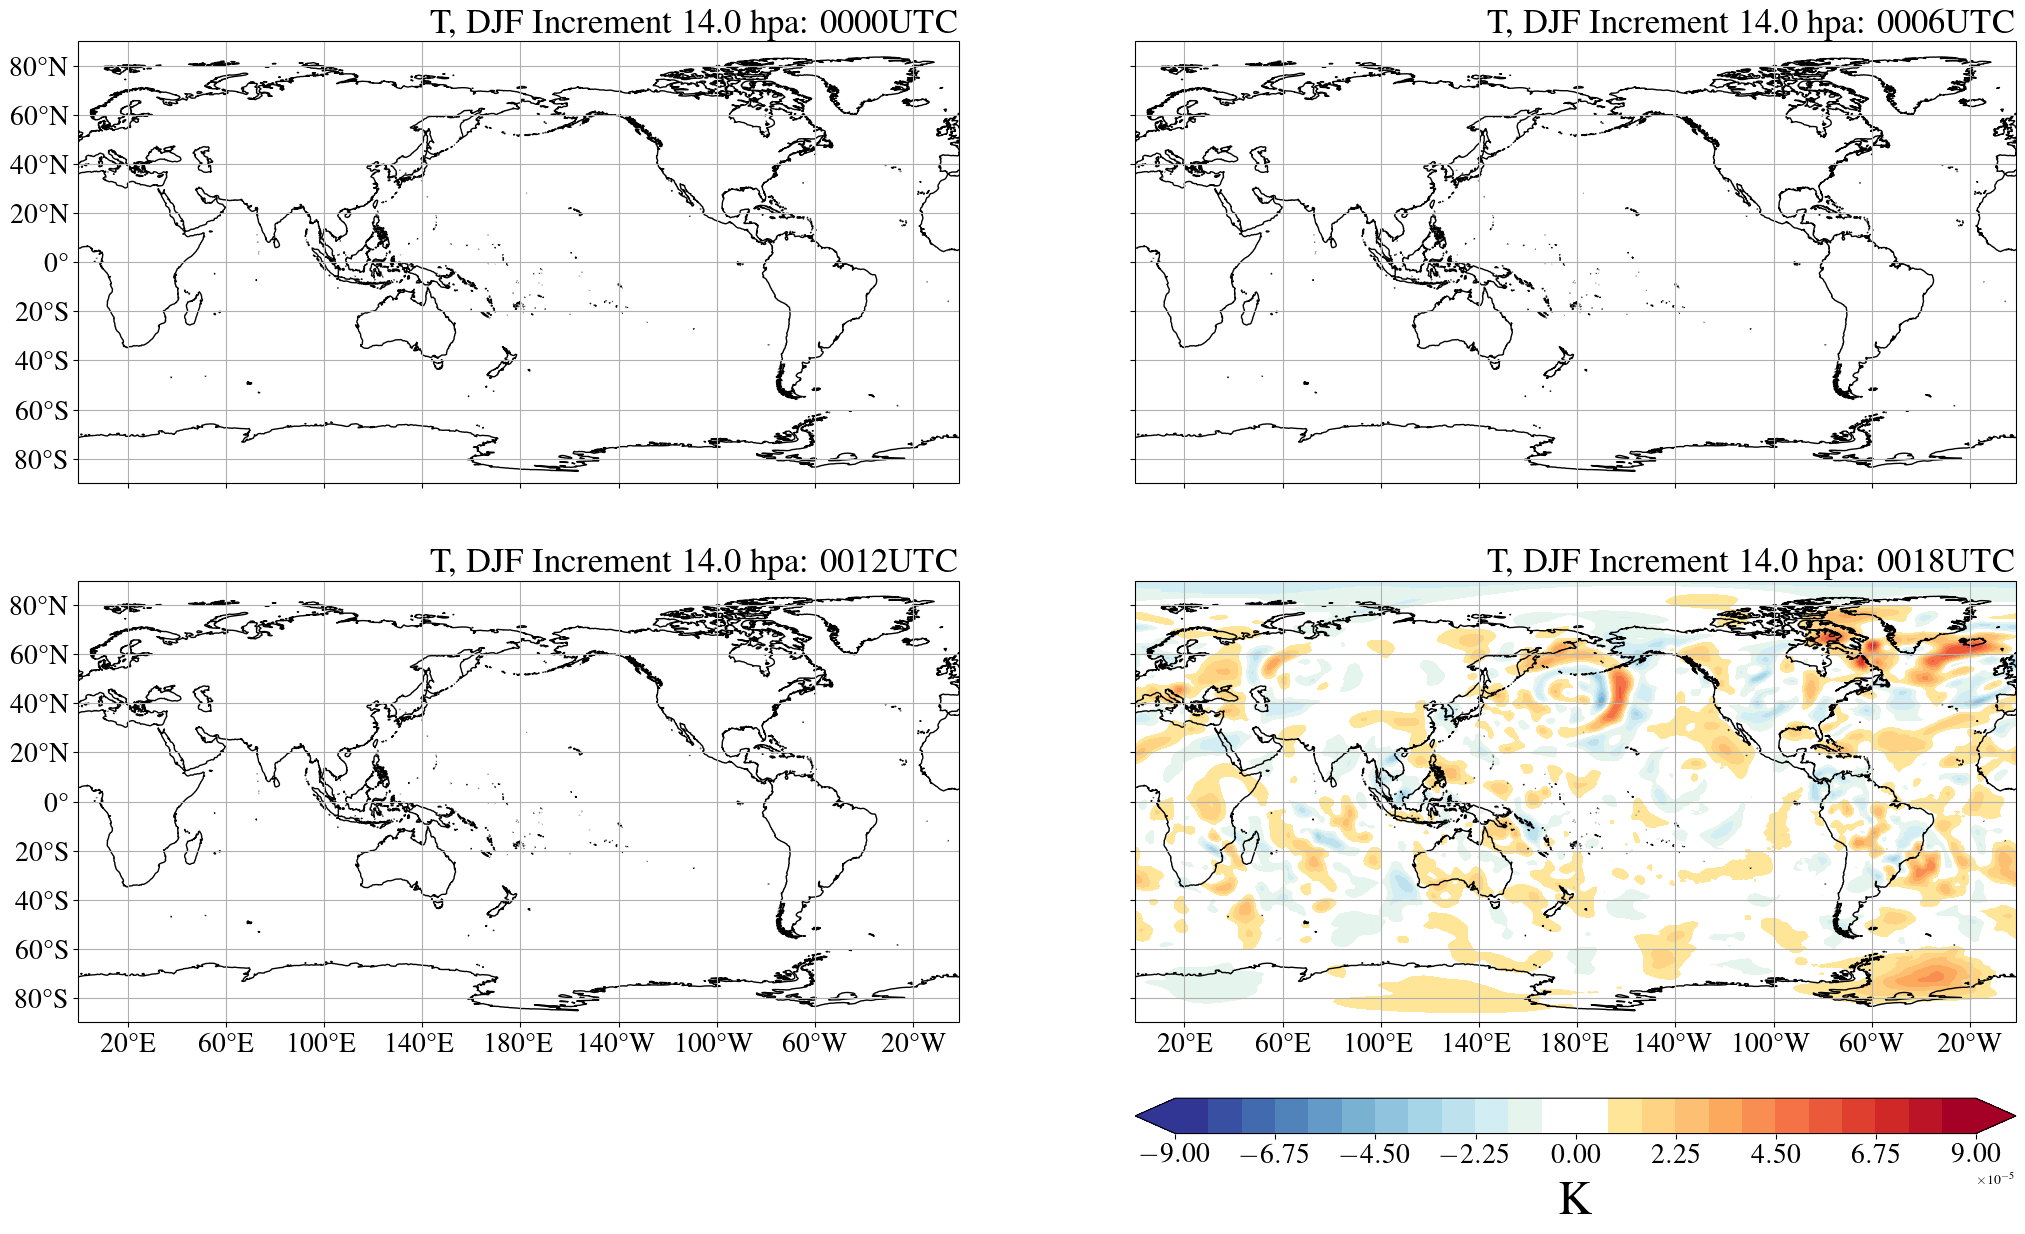 T, DJF Increment 14.0 hpa: 0000UTC
T, DJF Increment 14.0 hpa: 0006UTC
80°N
60°N
40°N
20°N
0°
20°S
40°S
60°S
80°S
T, DJF Increment 14.0 hpa: 0012UTC
T, DJF Increment 14.0 hpa: 0018UTC
80°N
60°N
40°N
20°N
0°
20°S
40°S
60°S
80°S
20°E 60°E 100°E 140°E 180°E 140°W 100°W 60°W 20°W
20°E 60°E 100°E 140°E 180°E 140°W 100°W 60°W 20°W
−9.00 −6.75 −4.50 −2.25 0.00 2.25 4.50 6.75 9.00
×10⁻⁵
K